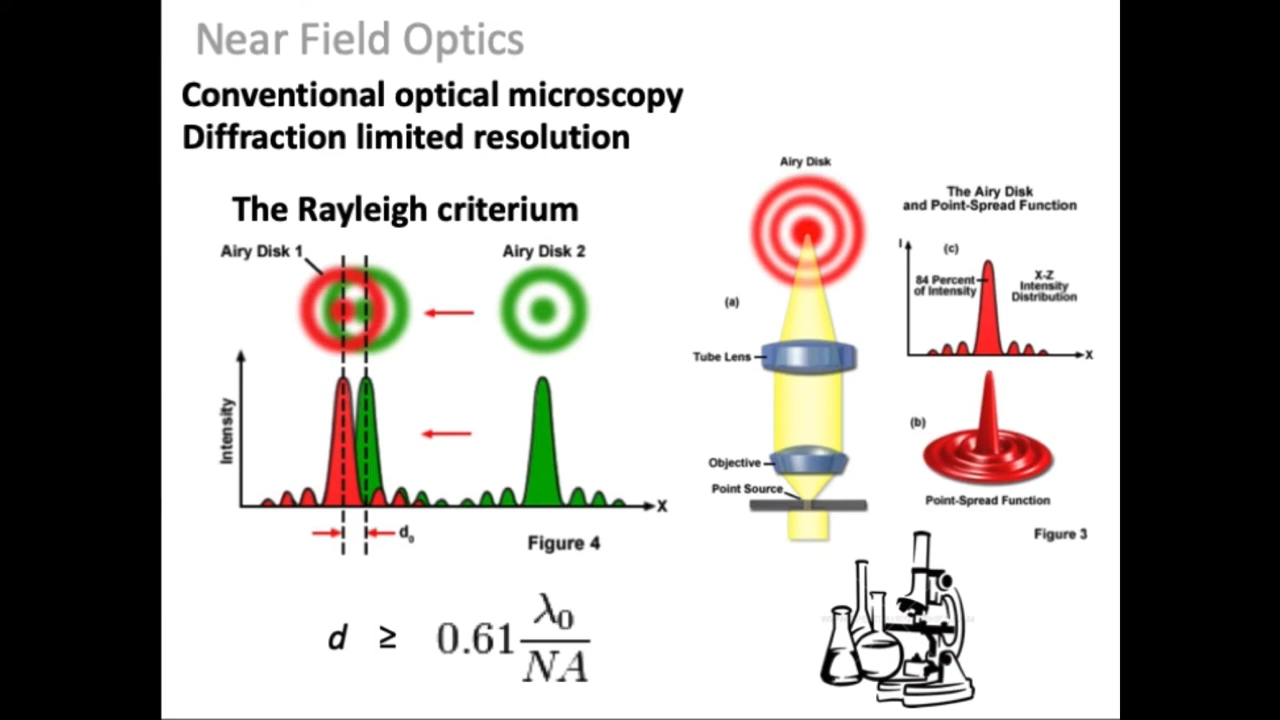 Near Field Optics
Conventional optical microscopy
Diffraction limited resolution
The Rayleigh criterium
Airy Disk 1
Airy Disk 2
Intensity
X
d₀
Figure 4
d ≥ 0.61 λ₀/NA
Airy Disk
(a)
Tube Lens
Objective
Point Source
The Airy Disk
and Point-Spread Function
I
(c)
84 Percent
of Intensity
X-Z
Intensity
Distribution
X
(b)
Point-Spread Function
Figure 3